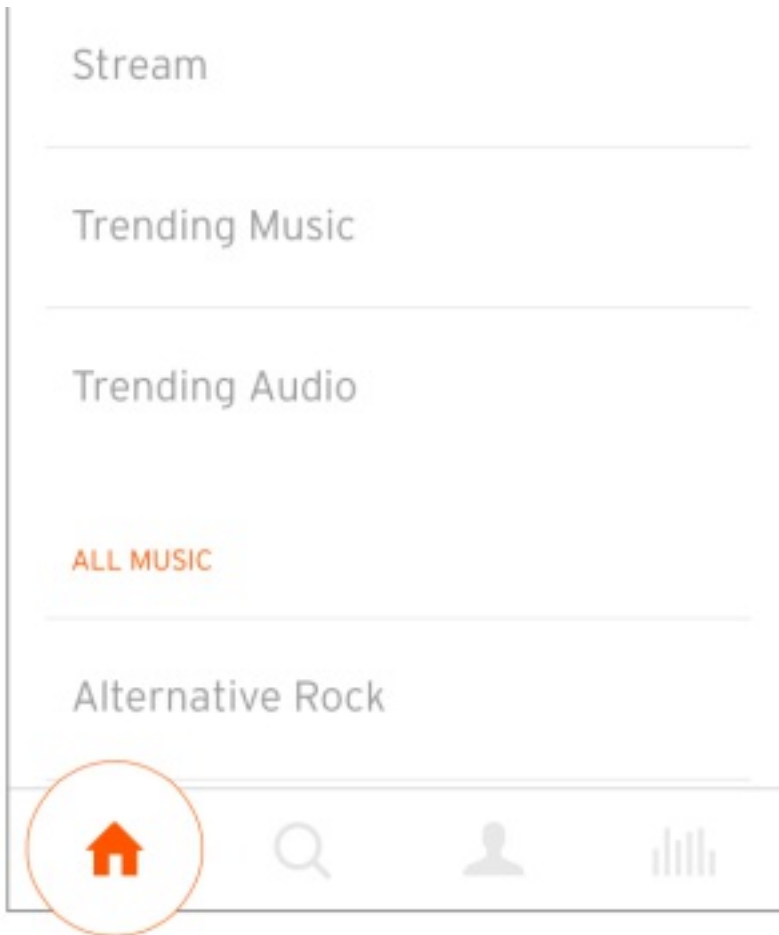 Stream
Trending Music
Trending Audio
ALL MUSIC
Alternative Rock